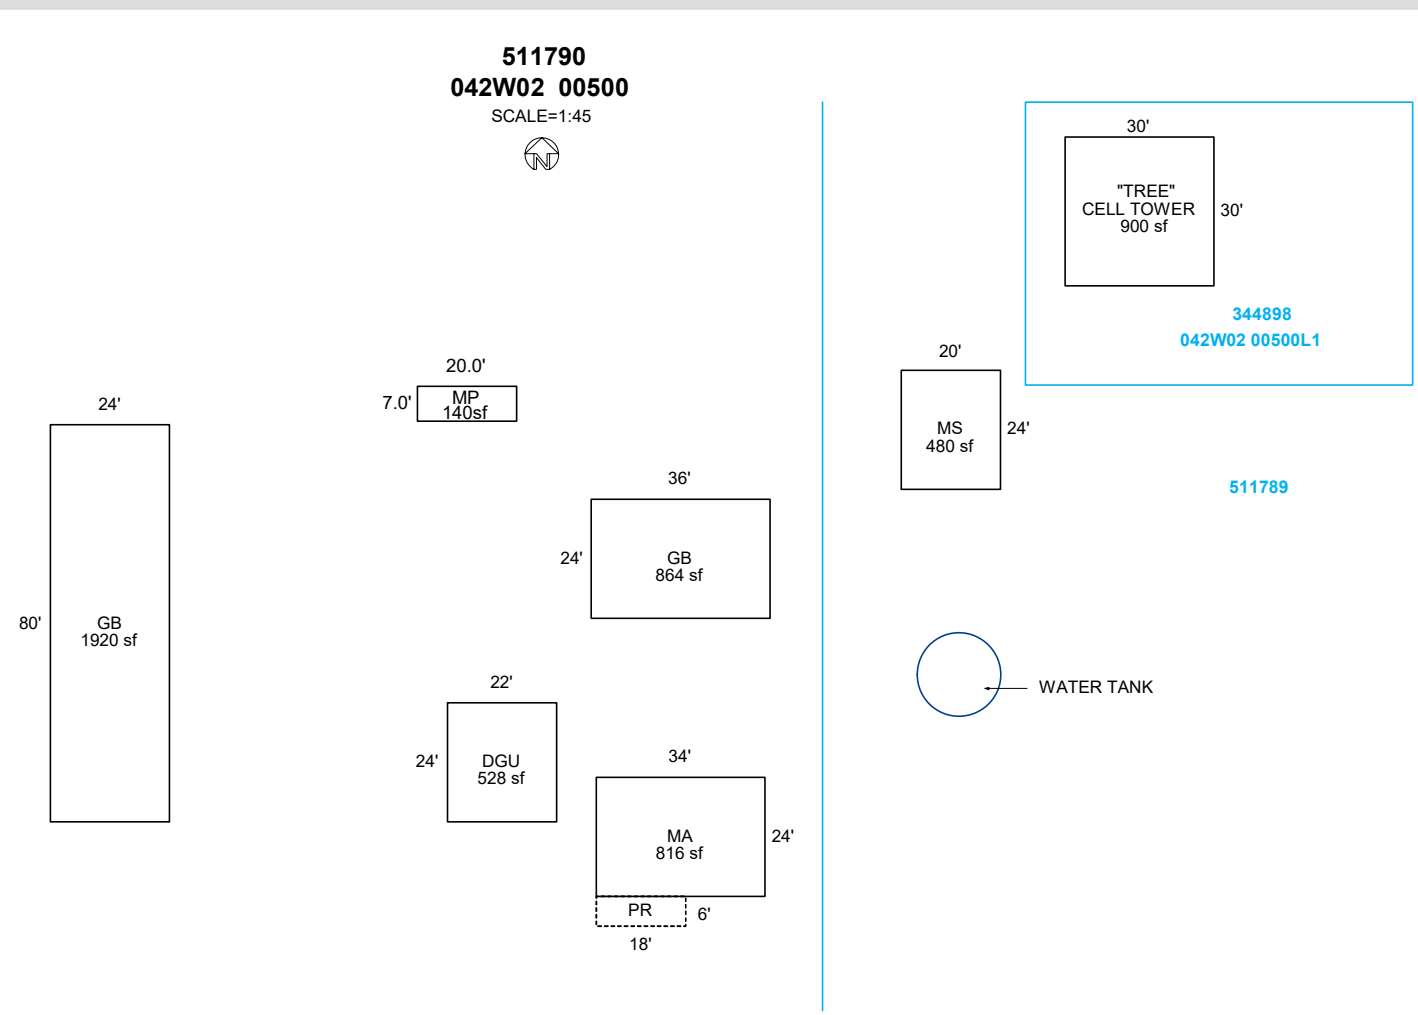 511790
042W02 00500
SCALE=1:45
N
30'
"TREE"
CELL TOWER
900 sf
30'
344898
042W02 00500L1
20'
MS
480 sf
24'
511789
20.0'
7.0'
MP
140sf
24'
80'
GB
1920 sf
36'
24'
GB
864 sf
22'
24'
DGU
528 sf
34'
MA
816 sf
24'
PR
6'
18'
WATER TANK